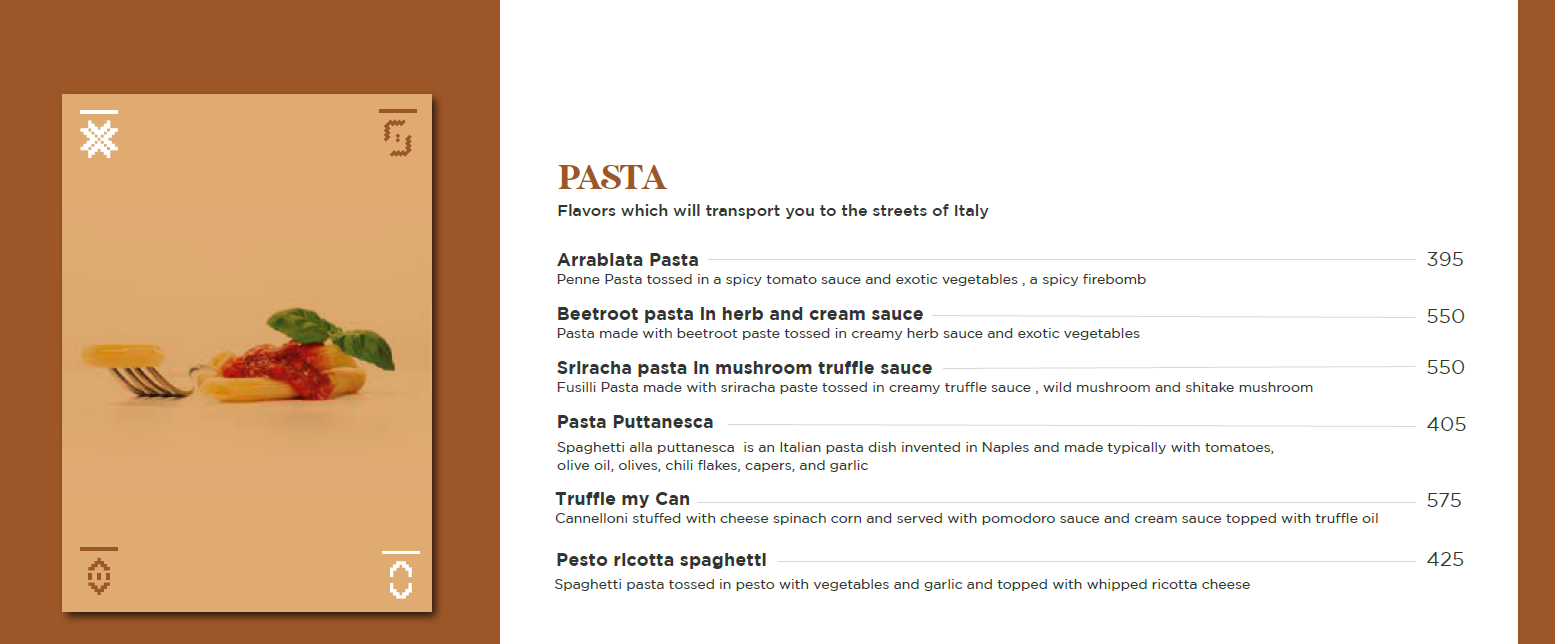 PASTA
Flavors which will transport you to the streets of Italy
Arrabiata Pasta 395
Penne Pasta tossed in a spicy tomato sauce and exotic vegetables , a spicy firebomb
Beetroot pasta in herb and cream sauce 550
Pasta made with beetroot paste tossed in creamy herb sauce and exotic vegetables
Sriracha pasta in mushroom truffle sauce 550
Fusilli Pasta made with sriracha paste tossed in creamy truffle sauce , wild mushroom and shitake mushroom
Pasta Puttanesca 405
Spaghetti alla puttanesca is an Italian pasta dish invented in Naples and made typically with tomatoes,
olive oil, olives, chili flakes, capers, and garlic
Truffle my Can 575
Cannelloni stuffed with cheese spinach corn and served with pomodoro sauce and cream sauce topped with truffle oil
Pesto ricotta spaghetti 425
Spaghetti pasta tossed in pesto with vegetables and garlic and topped with whipped ricotta cheese